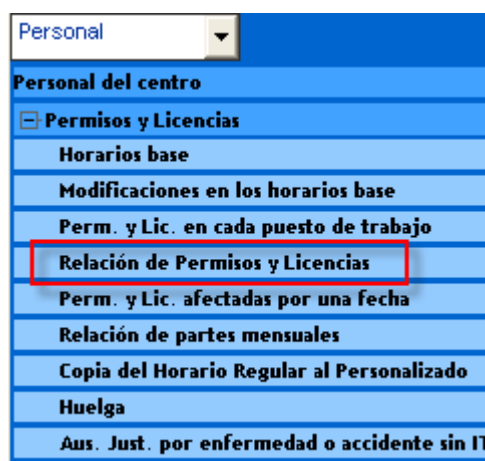 Personal
Personal del centro
Permisos y Licencias
Horarios base
Modificaciones en los horarios base
Perm. y Lic. en cada puesto de trabajo
Relación de Permisos y Licencias
Perm. y Lic. afectadas por una fecha
Relación de partes mensuales
Copia del Horario Regular al Personalizado
Huelga
Aus. Just. por enfermedad o accidente sin IT